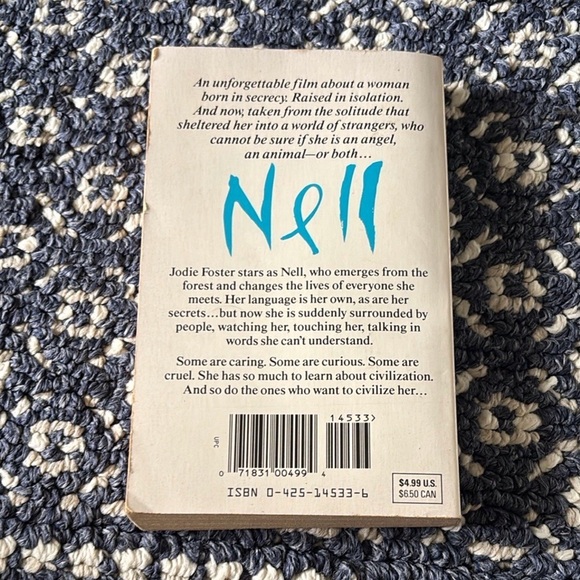 An unforgettable film about a woman
born in secrecy. Raised in isolation.
And now, taken from the solitude that
sheltered her into a world of strangers, who
cannot be sure if she is an angel,
an animal—or both...
Nell
Jodie Foster stars as Nell, who emerges from the
forest and changes the lives of everyone she
meets. Her language is her own, as are her
secrets...but now she is suddenly surrounded by
people, watching her, touching her, talking in
words she can't understand.
Some are caring. Some are curious. Some are
cruel. She has so much to learn about civilization.
And so do the ones who want to civilize her...
14533>
UPC
0 71831 00499 4
ISBN 0-425-14533-6
$4.99 U.S.
$6.50 CAN